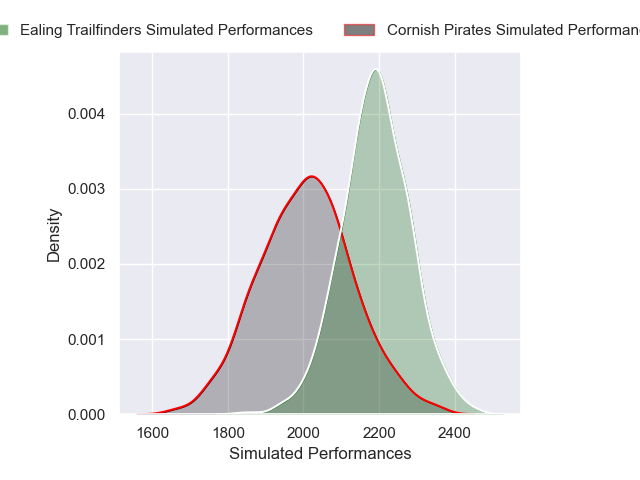 Ealing Trailfinders Simulated Performances Cornish Pirates Simulated
0.004
0.003
0.002
0.001
0.000
Density
1600 1800 2000 2200 2400
Simulated Performances